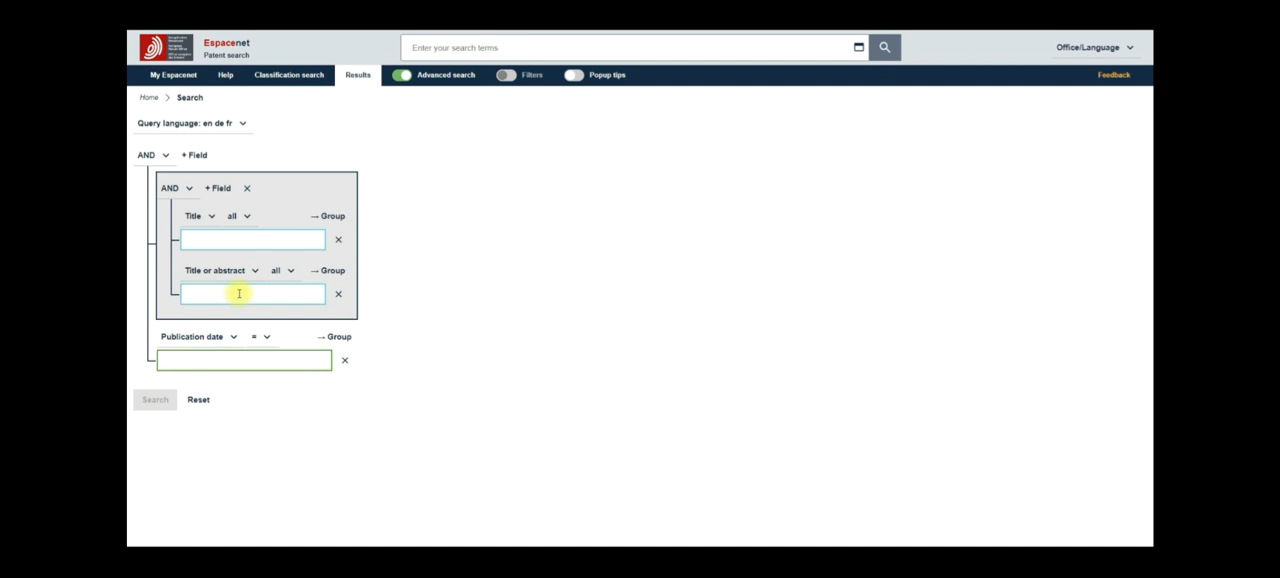 Espacenet
Patent search
Enter your search terms
Office/Language
My Espacenet Help Classification search Results Advanced search Filters Popup tips Feedback
Home > Search
Query language: en de fr
AND + Field
AND + Field
Title all → Group
Title or abstract all → Group
Publication date = → Group
Search Reset